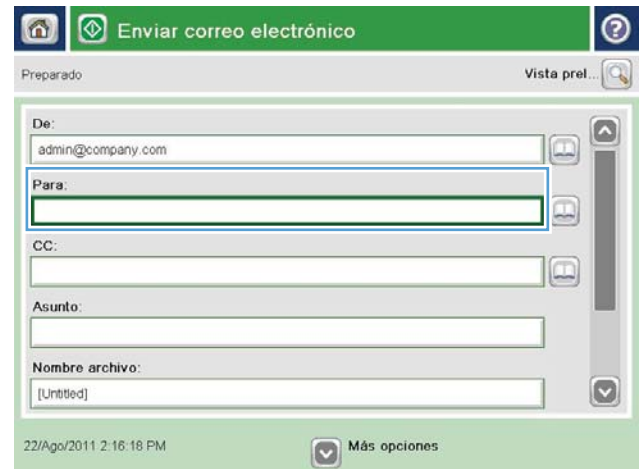 Enviar correo electrónico
Preparado
Vista prel...
De:
admin@company.com
Para:
CC:
Asunto:
Nombre archivo:
[Untitled]
22/Ago/2011 2:16:18 PM
Más opciones